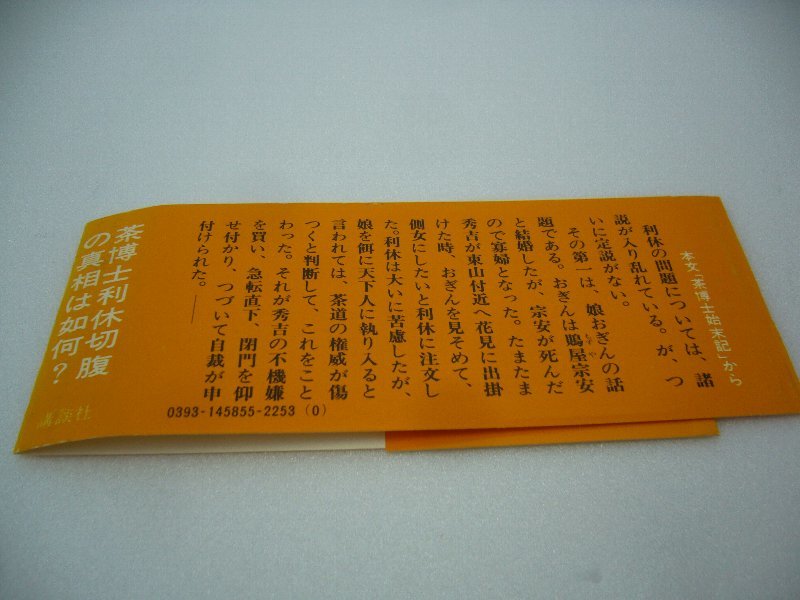 本文「茶博士始末記」から
利休の問題については、諸
説が入り乱れている。が、つ
いに定説がない。
その第一は、娘おぎんの話
題である。おぎんは鵙屋宗安
もずや
と結婚したが、宗安が死んだ
ので寡婦となった。たまたま
秀吉が東山付近へ花見に出掛
けた時、おぎんを見そめて、
側女にしたいと利休に注文し
た。利休は大いに苦慮したが、
娘を餌に天下人に執り入ると
言われては、茶道の権威が傷
つくと判断して、これをこと
わった。それが秀吉の不機嫌
を買い、急転直下、閉門を仰
せ付かり、つづいて自裁が申
付けられた。――
0393-145855-2253 (0)
茶博士利休切腹
の真相は如何?
講談社